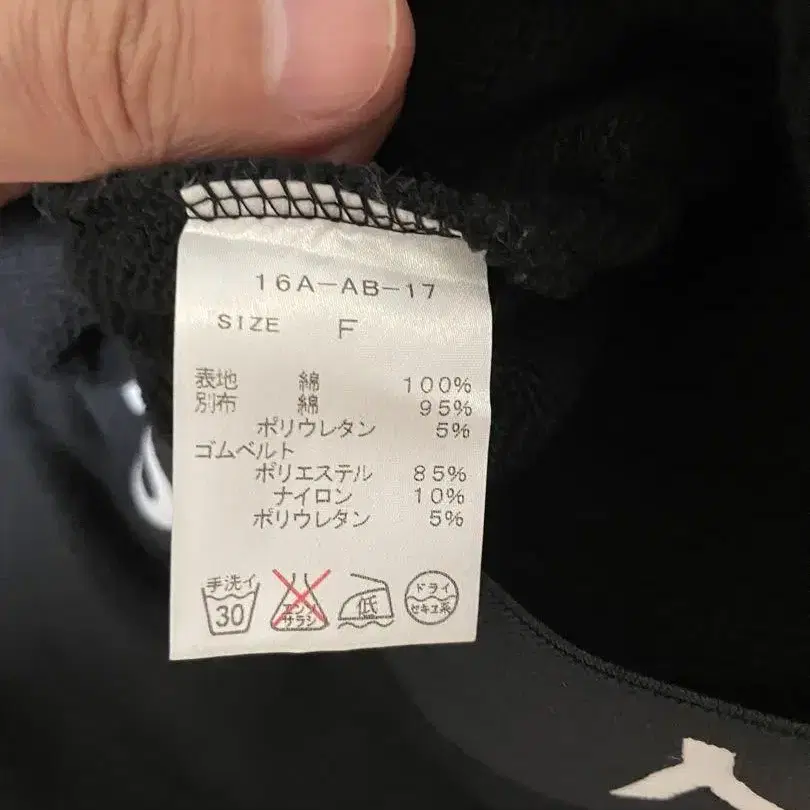 16A-AB-17
SIZE F
表地 綿 100%
別布 綿 95%
ポリウレタン 5%
ゴムベルト
ポリエステル 85%
ナイロン 10%
ポリウレタン 5%
手洗イ 30
エンソサラシ
低
ドライ セキユ系